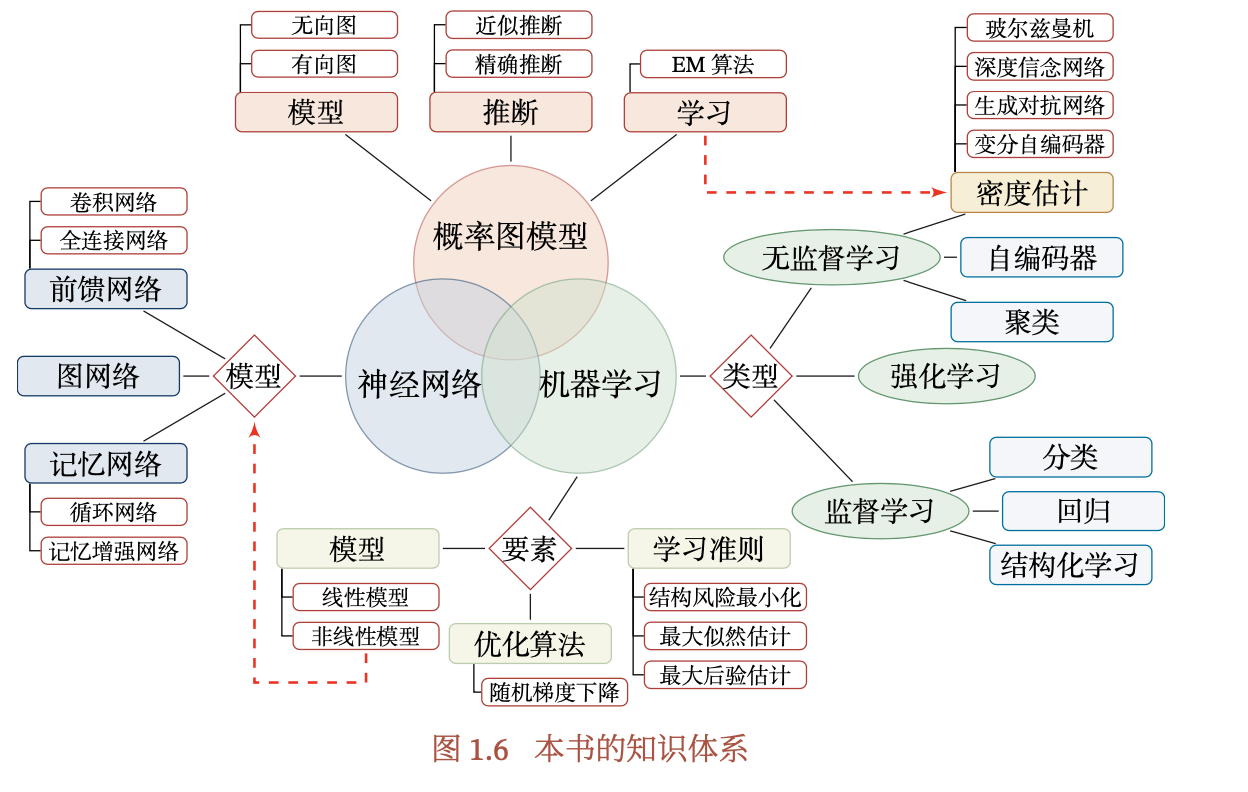 无向图
有向图
模型
近似推断
精确推断
推断
EM 算法
学习
玻尔兹曼机
深度信念网络
生成对抗网络
变分自编码器
密度估计
概率图模型
神经网络
机器学习
卷积网络
全连接网络
前馈网络
图网络
记忆网络
循环网络
记忆增强网络
模型
类型
无监督学习
自编码器
聚类
强化学习
监督学习
分类
回归
结构化学习
要素
模型
线性模型
非线性模型
优化算法
随机梯度下降
学习准则
结构风险最小化
最大似然估计
最大后验估计
图 1.6 本书的知识体系